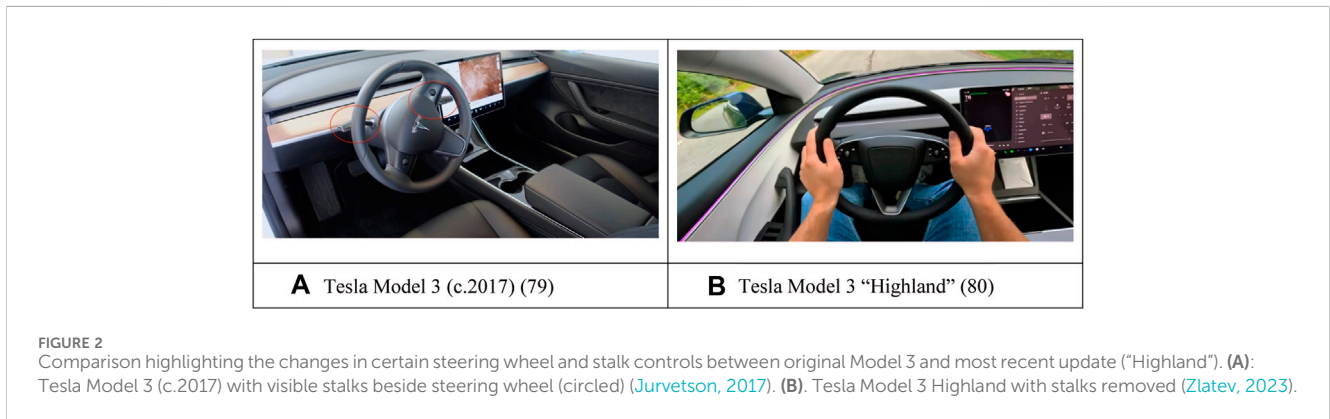 A Tesla Model 3 (c.2017) (79)
B Tesla Model 3 “Highland” (80)
FIGURE 2
Comparison highlighting the changes in certain steering wheel and stalk controls between original Model 3 and most recent update (“Highland”). (A):
Tesla Model 3 (c.2017) with visible stalks beside steering wheel (circled) (Jurvetson, 2017). (B). Tesla Model 3 Highland with stalks removed (Zlatev, 2023).